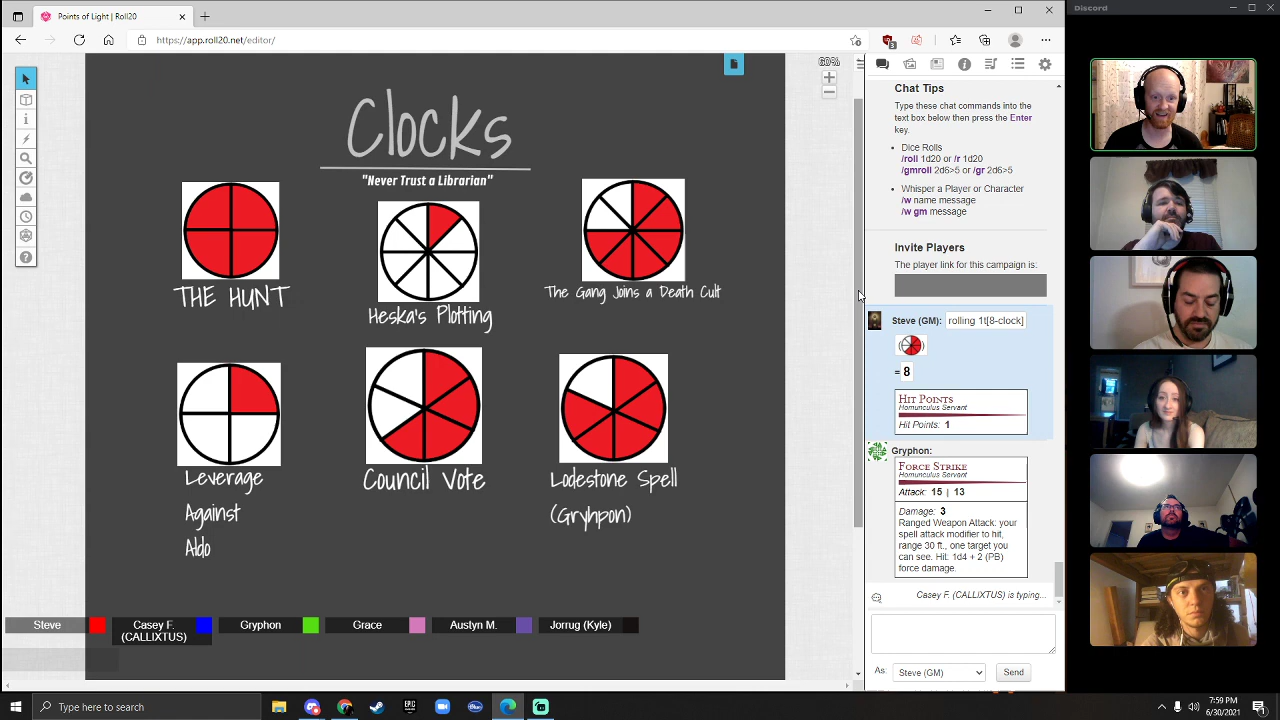 Points of Light | Roll20
https://app.roll20.net/editor/
Discord
3
60%
Clocks
"Never Trust a Librarian"
THE HUNT
Heska's Plotting
The Gang Joins a Death Cult
Leverage
Against
Aldo
Council Vote
Lodestone Spell
(Gryhpon)
Chat Tips
Type these chat commands into the
text box below then press the Enter
key.
Dice Rolls
/roll 1d20 or /r 1d20
/gmroll 2d6>5 or /gr 2d6>5
Whisper a Player or Character
/w name message
/w gm message
Invite Players
The player link for this campaign is:
Steve (GM): rolling 1t[8-clock]
= 8
Hit Points
Homunculus Servant
Hit Points: 1
Gryphon:
Force Strike
Homunculus Servant
Attack: 15 | 13
Damage: 3
Ranged Weapon Attack: your
spell attack modifier to hit,
range 30 ft., one target you
can see. Hit: 1d4 + 2 (PB)
force damage.
Casey F. (CALLIXTUS) is typing...
As: Steve (GM) Send
Steve
Casey F.
(CALLIXTUS)
Gryphon
Grace
Austyn M.
Jorrug (Kyle)
Type here to search
EPIC
7:59 PM
6/30/2021